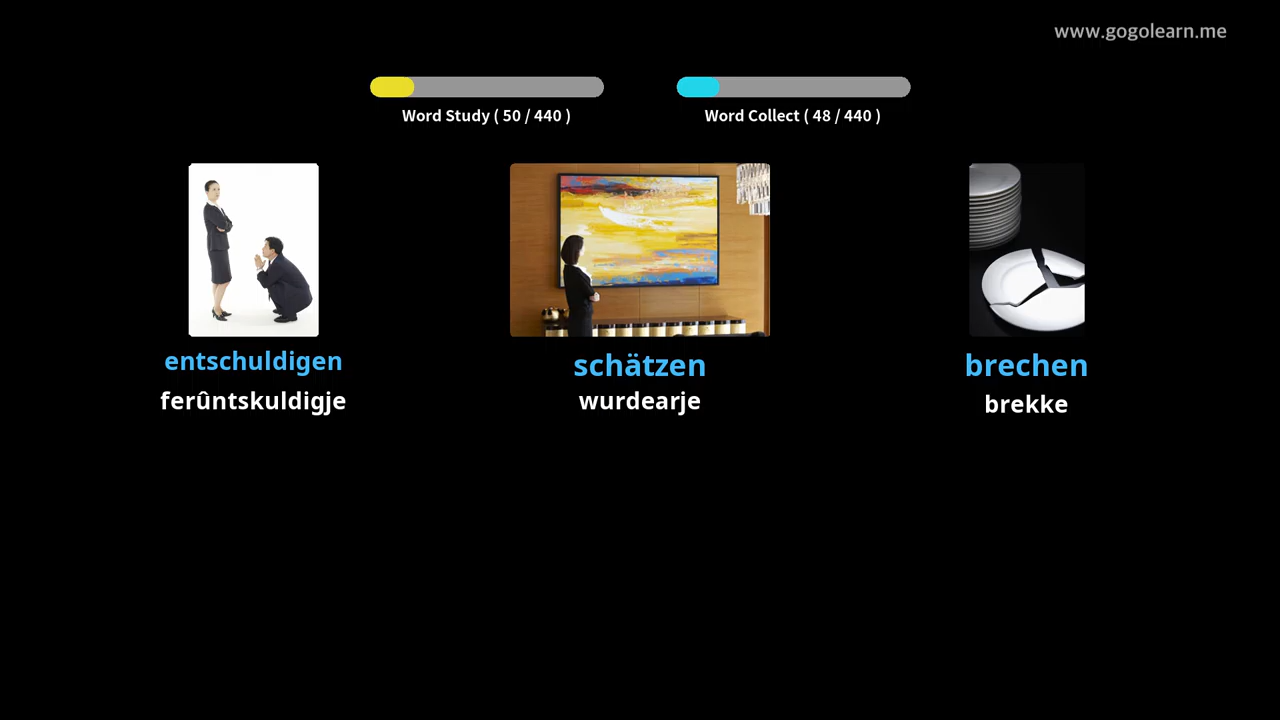 www.gogolearn.me
Word Study ( 50 / 440 )
Word Collect ( 48 / 440 )
entschuldigen
ferûntskuldigje
schätzen
wurdearje
brechen
brekke